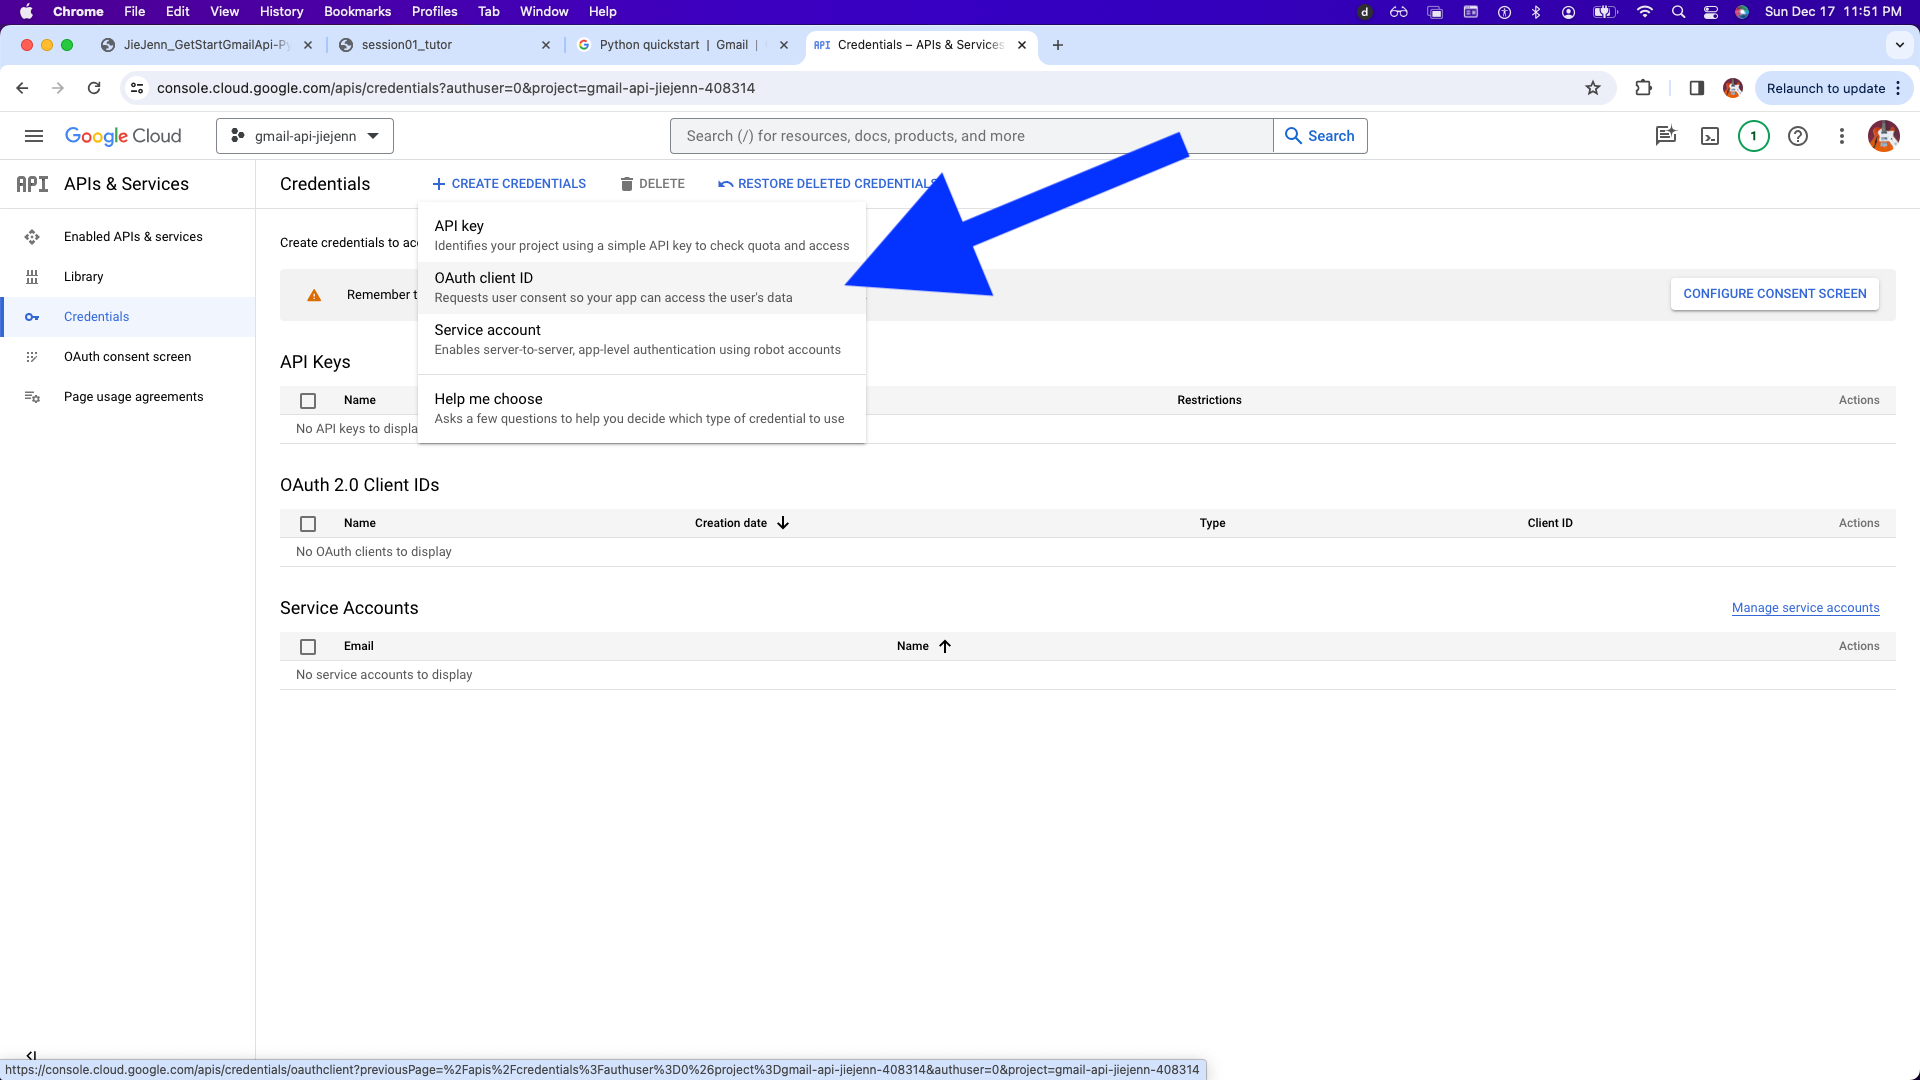 Chrome File Edit View History Bookmarks Profiles Tab Window Help d Sun Dec 17 11:51 PM
JieJenn_GetStartGmailApi-Py session01_tutor Python quickstart | Gmail | API Credentials – APIs & Services
console.cloud.google.com/apis/credentials?authuser=0&project=gmail-api-jiejenn-408314 Relaunch to update
Google Cloud gmail-api-jiejenn Search (/) for resources, docs, products, and more Search 1
API APIs & Services Credentials CREATE CREDENTIALS DELETE RESTORE DELETED CREDENTIALS
Enabled APIs & services
Library
Credentials
OAuth consent screen
Page usage agreements
Create credentials to acc
API key
Identifies your project using a simple API key to check quota and access
OAuth client ID
Requests user consent so your app can access the user's data
Service account
Enables server-to-server, app-level authentication using robot accounts
Help me choose
Asks a few questions to help you decide which type of credential to use
Remember t CONFIGURE CONSENT SCREEN
API Keys
Name Restrictions Actions
No API keys to displa
OAuth 2.0 Client IDs
Name Creation date Type Client ID Actions
No OAuth clients to display
Service Accounts Manage service accounts
Email Name Actions
No service accounts to display
https://console.cloud.google.com/apis/credentials/oauthclient?previousPage=%2Fapis%2Fcredentials%3Fauthuser%3D0%26project%3Dgmail-api-jiejenn-408314&authuser=0&project=gmail-api-jiejenn-408314